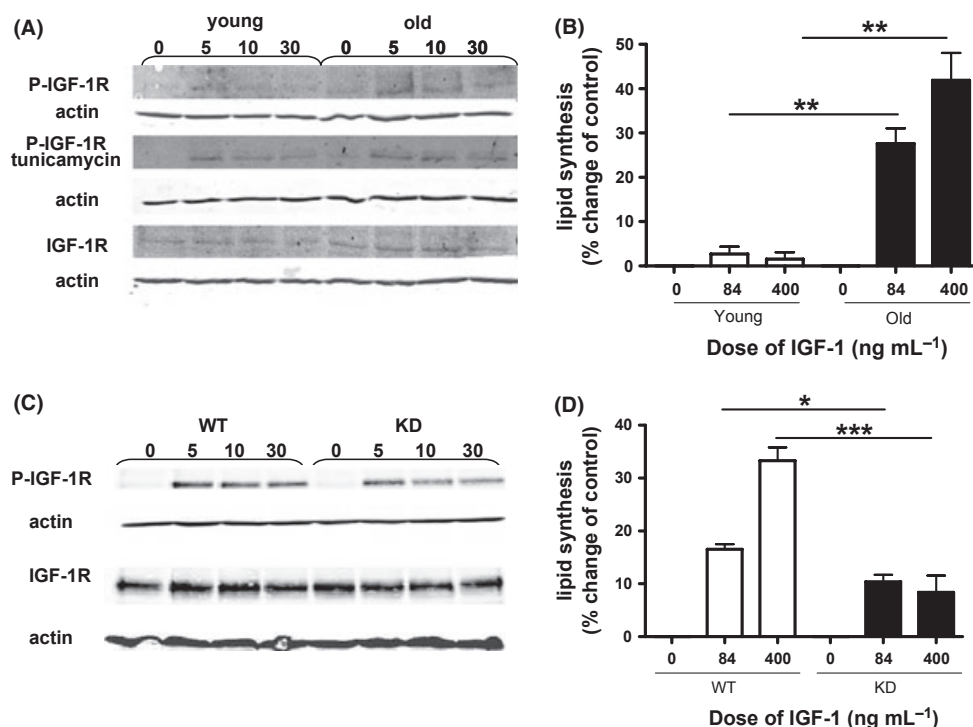 (A)
young old
0 5 10 30 0 5 10 30
P-IGF-1R
actin
P-IGF-1R
tunicamycin
actin
IGF-1R
actin
(B)
lipid synthesis
(% change of control)
50
40
30
20
10
0
**
**
0 84 400 0 84 400
Young Old
Dose of IGF-1 (ng mL⁻¹)
(C)
WT KD
0 5 10 30 0 5 10 30
P-IGF-1R
actin
IGF-1R
actin
(D)
lipid synthesis
(% change of control)
40
30
20
10
0
*
***
0 84 400 0 84 400
WT KD
Dose of IGF-1 (ng mL⁻¹)